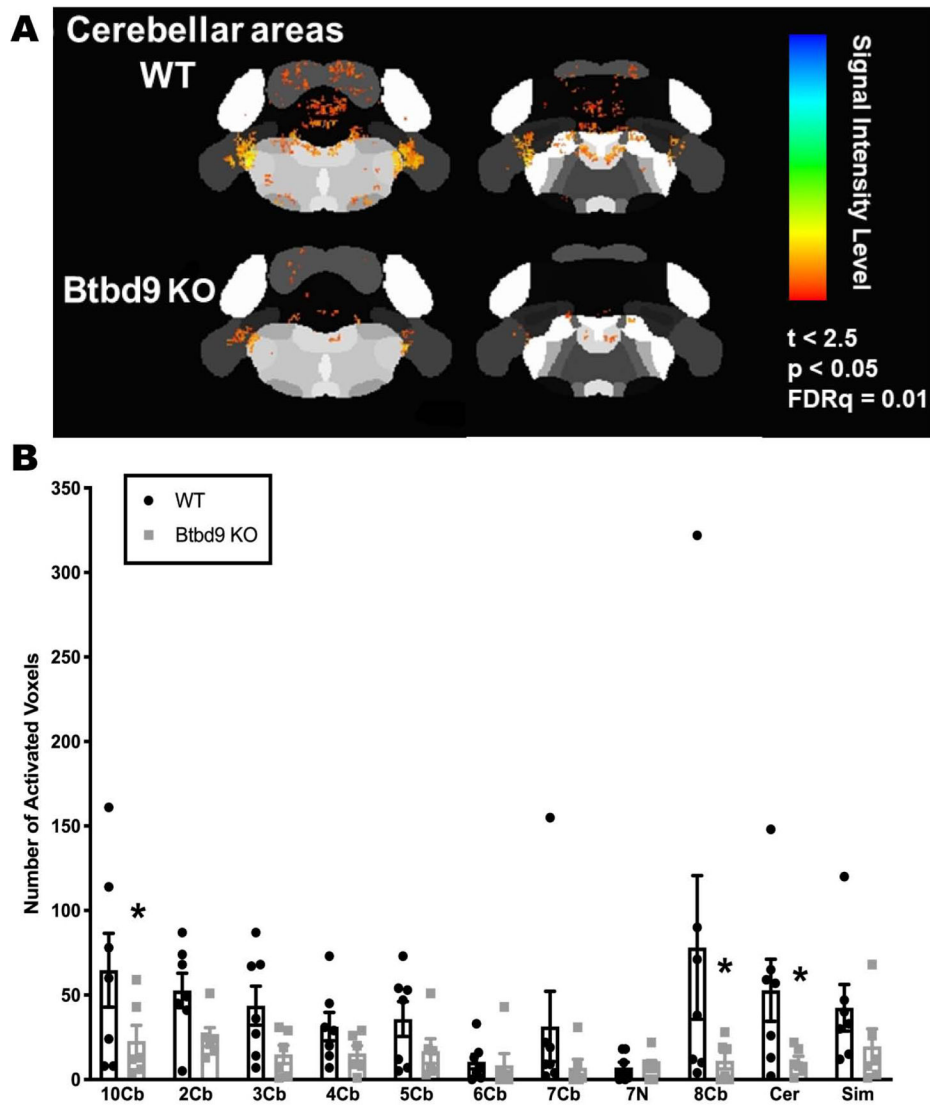 A
Cerebellar areas
WT
Btbd9 KO
Signal Intensity Level
t < 2.5
p < 0.05
FDRq = 0.01
B
WT
Btbd9 KO
Number of Activated Voxels
350
300
250
200
150
100
50
0
* * *
10Cb 2Cb 3Cb 4Cb 5Cb 6Cb 7Cb 7N 8Cb Cer Sim